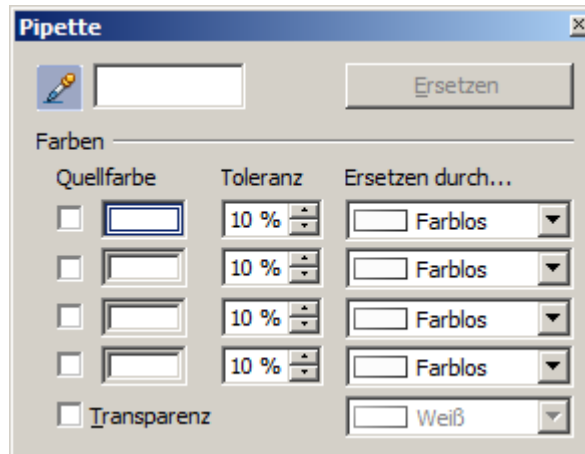 Pipette
Ersetzen
Farben
Quellfarbe Toleranz Ersetzen durch...
10 % Farblos
10 % Farblos
10 % Farblos
10 % Farblos
Transparenz Weiß